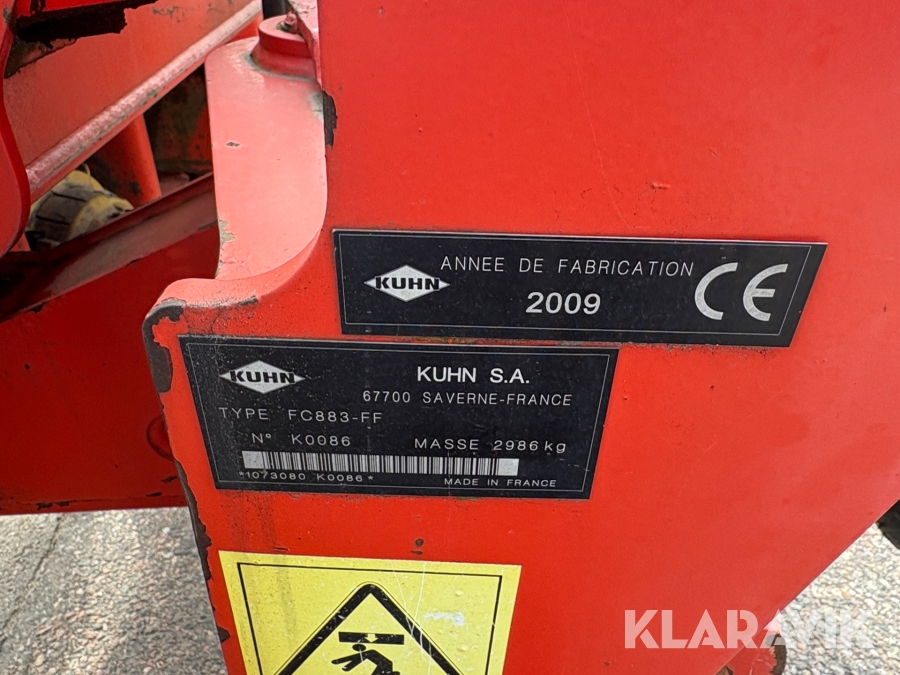 KUHN
ANNEE DE FABRICATION
2009
CE
KUHN
KUHN S.A.
67700 SAVERNE-FRANCE
TYPE FC883-FF
N° K0086 MASSE 2986 kg
*1073080 K0086*
MADE IN FRANCE
KLARAVIK